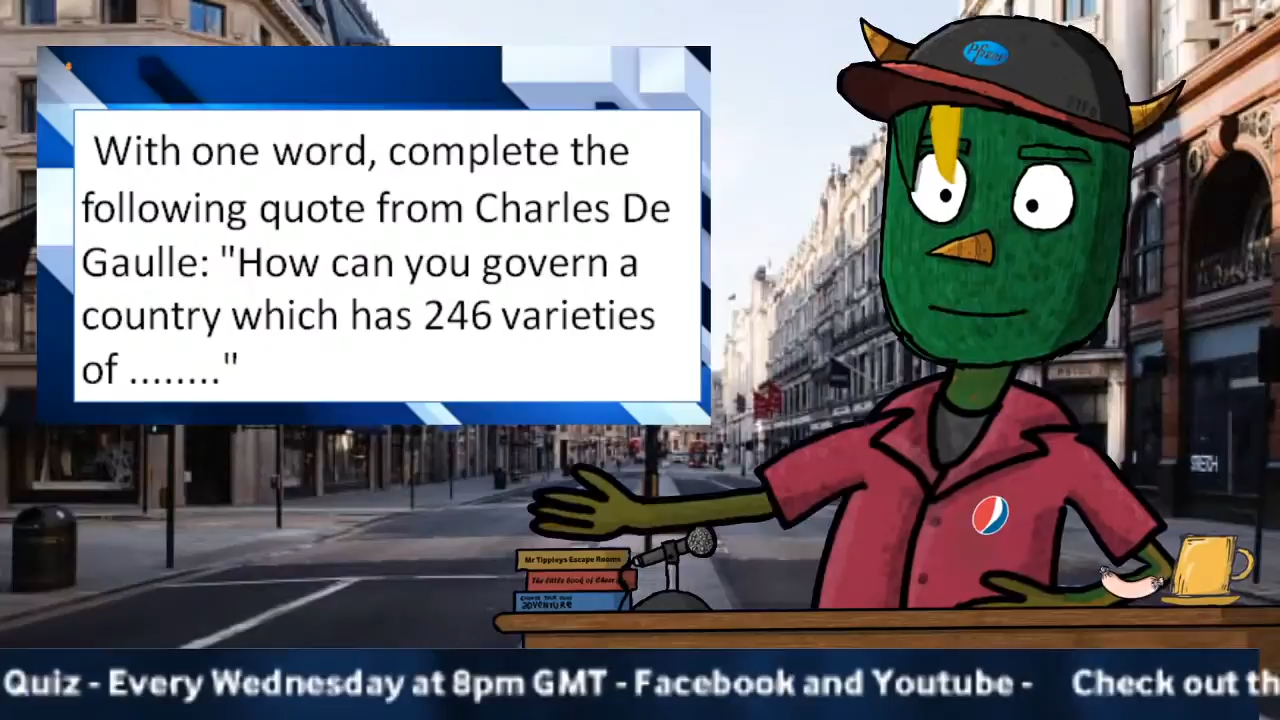 With one word, complete the
following quote from Charles De
Gaulle: "How can you govern a
country which has 246 varieties
of ........"
Pfizer
Mr Tippleys Escape Rooms
The Little Book of
ADVENTURE
Quiz - Every Wednesday at 8pm GMT - Facebook and Youtube - Check out th